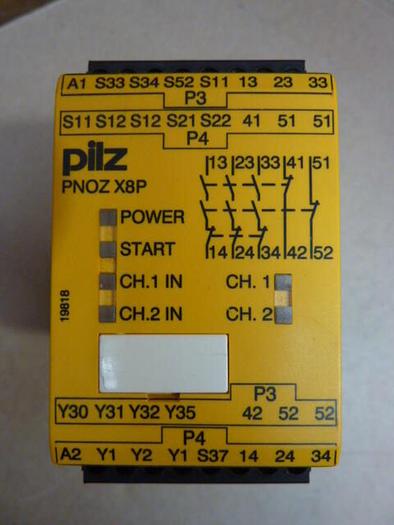 A1 S33 S34 S52 S11 13 23 33
P3
S11 S12 S12 S21 S22 41 51 51
P4
pilz
PNOZ X8P
13 23 33 41 51
POWER
START
14 24 34 42 52
CH.1 IN CH. 1
CH.2 IN CH. 2
19818
P3
Y30 Y31 Y32 Y35 42 52 52
P4
A2 Y1 Y2 Y1 S37 14 24 34